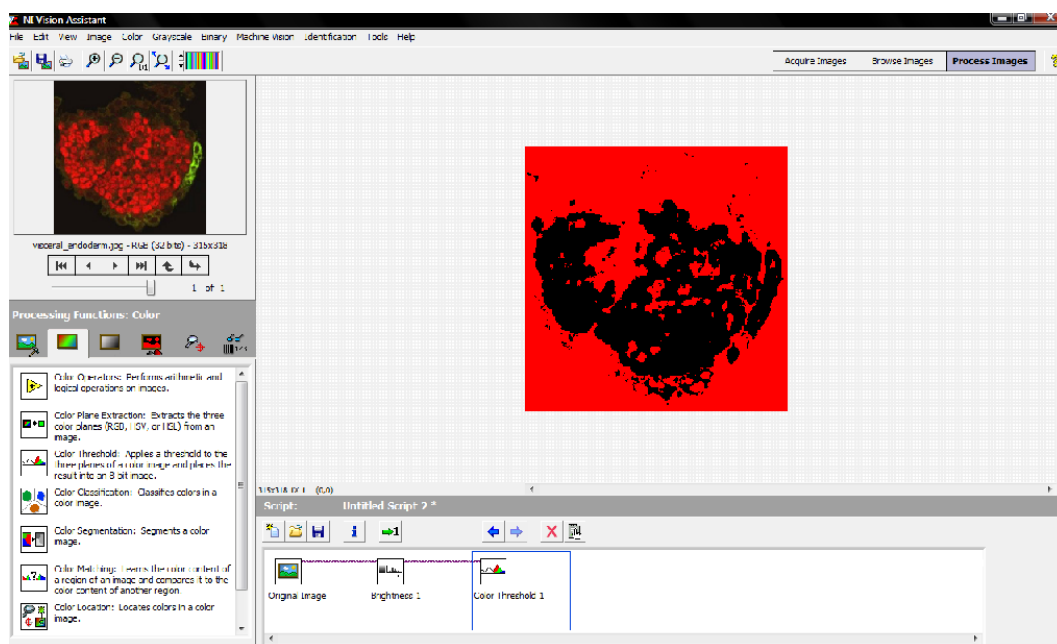 NI Vision Assistant
File Edit View Image Color Grayscale Binary Machine Vision Identification Tools Help
Acquire Images Browse Images Process Images
visceral_endoderm.jpg - RGB (32 bits) - 315x318
1 of 1
Processing Functions: Color
Color Operators: Performs arithmetic and
logical operations on images.
Color Plane Extraction: Extracts the three
color planes (RGB, HSV, or HSL) from an
image.
Color Threshold: Applies a threshold to the
three planes of a color image and places the
result into an 8 bit image.
Color Classification: Classifies colors in a
color image.
Color Segmentation: Segments a color
image.
Color Matching: Learns the color content of
a region of an image and compares it to the
color content of another region
Color Location: Locates colors in a color
image.
315x318 (0,0)
Script: Untitled Script 2 *
Original Image Brightness 1 Color Threshold 1